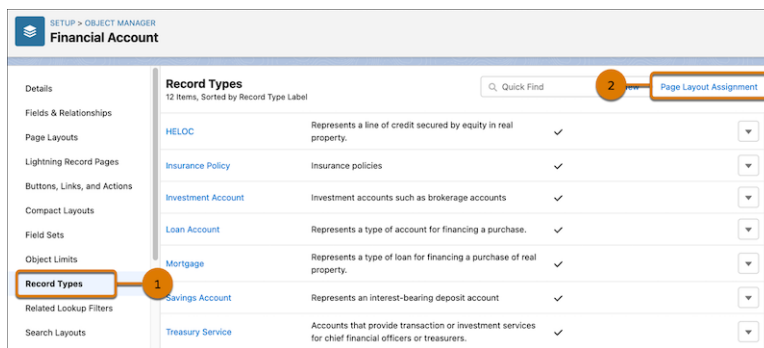 SETUP > OBJECT MANAGER
Financial Account
Details
Fields & Relationships
Page Layouts
Lightning Record Pages
Buttons, Links, and Actions
Compact Layouts
Field Sets
Object Limits
Record Types
Related Lookup Filters
Search Layouts
1
Record Types
12 Items, Sorted by Record Type Label
Quick Find
2
Page Layout Assignment
HELOC
Represents a line of credit secured by equity in real
property.
Insurance Policy
Insurance policies
Investment Account
Investment accounts such as brokerage accounts
Loan Account
Represents a type of account for financing a purchase.
Mortgage
Represents a type of loan for financing a purchase of real
property.
Savings Account
Represents an interest-bearing deposit account
Treasury Service
Accounts that provide transaction or investment services
for chief financial officers or treasurers.